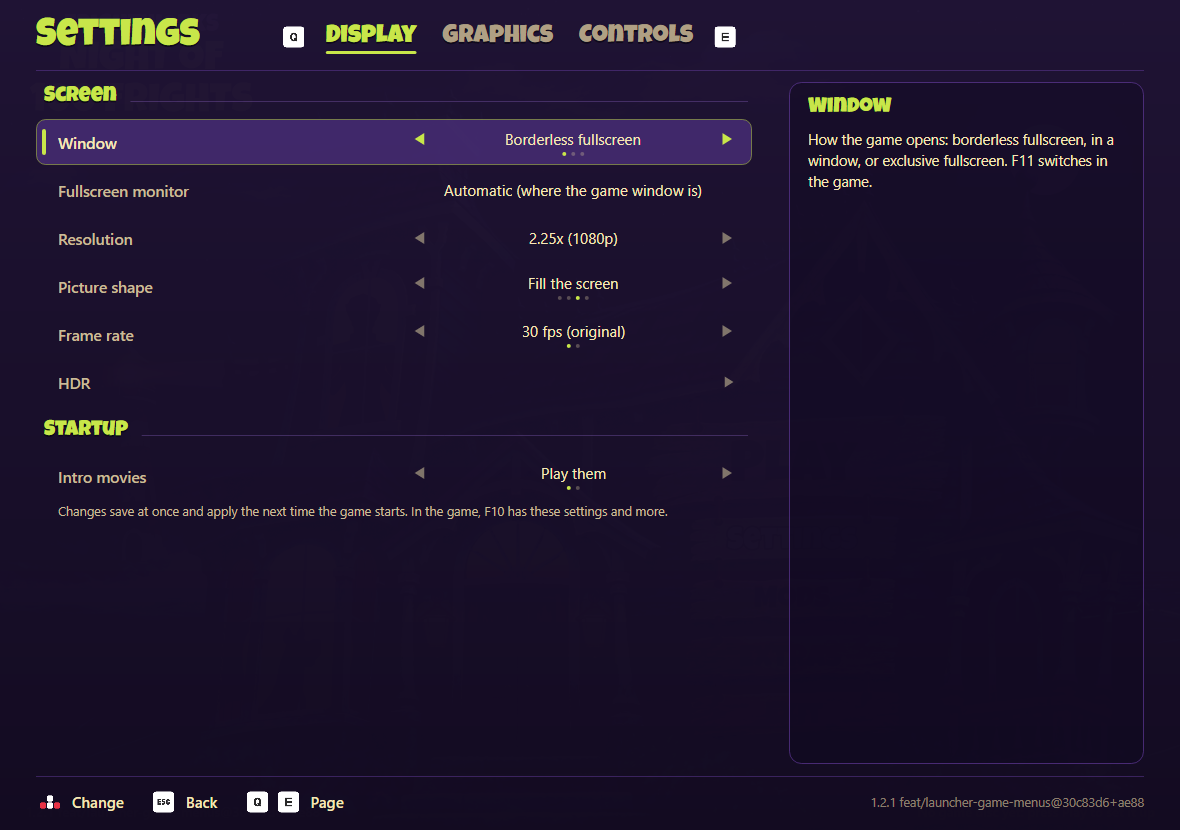 Settings
Q DISPLAY GRAPHICS CONTROLS E
Screen
Window Borderless fullscreen
Fullscreen monitor Automatic (where the game window is)
Resolution 2.25x (1080p)
Picture shape Fill the screen
Frame rate 30 fps (original)
HDR
STARTUP
Intro movies Play them
Changes save at once and apply the next time the game starts. In the game, F10 has these settings and more.
WINDOW
How the game opens: borderless fullscreen, in a
window, or exclusive fullscreen. F11 switches in
the game.
Change ESC Back Q E Page
1.2.1 feat/launcher-game-menus@30c83d6+ae88